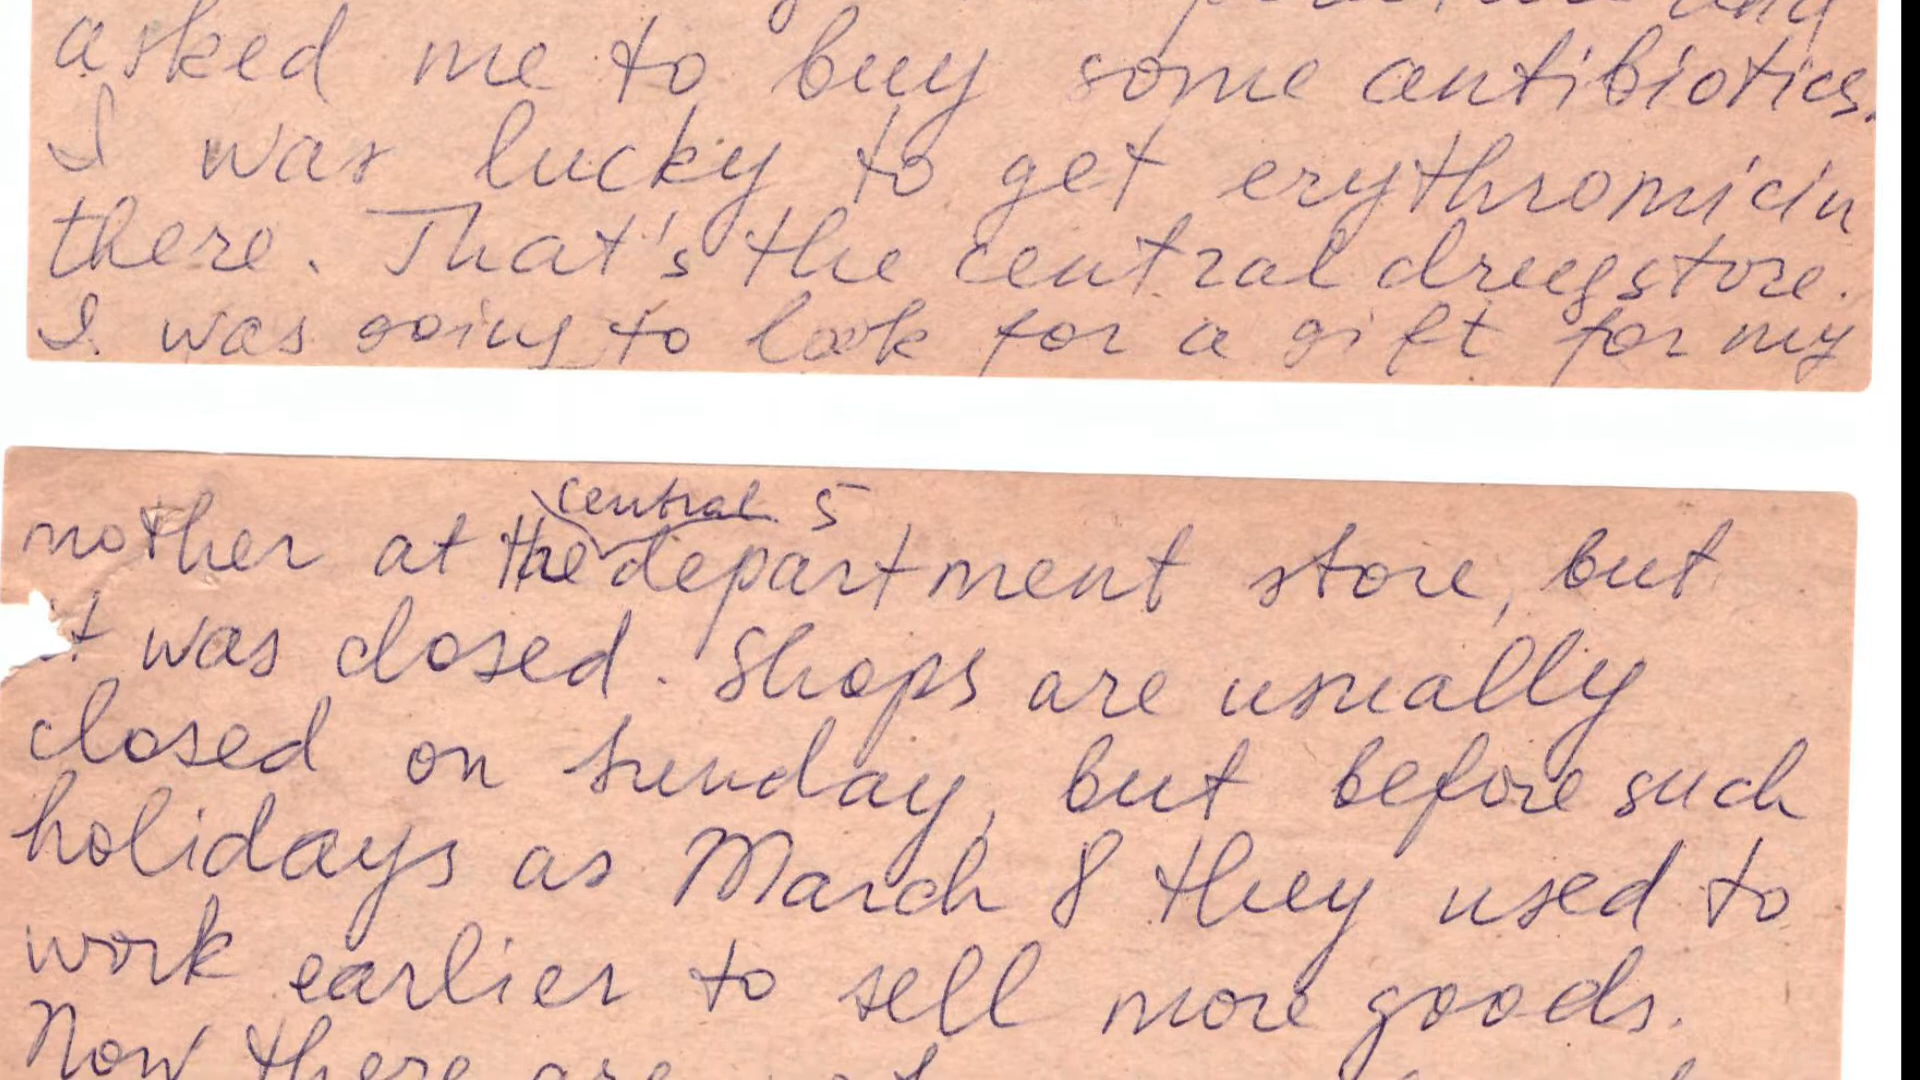 asked me to buy some antibiotics.
I was lucky to get erythromicin
there. That's the central drugstore.
I was going to look for a gift for my
central 5
mother at the department store, but
it was closed. Shops are usually
closed on Sunday, but before such
holidays as March 8 they used to
work earlier to sell more goods.
Now there are